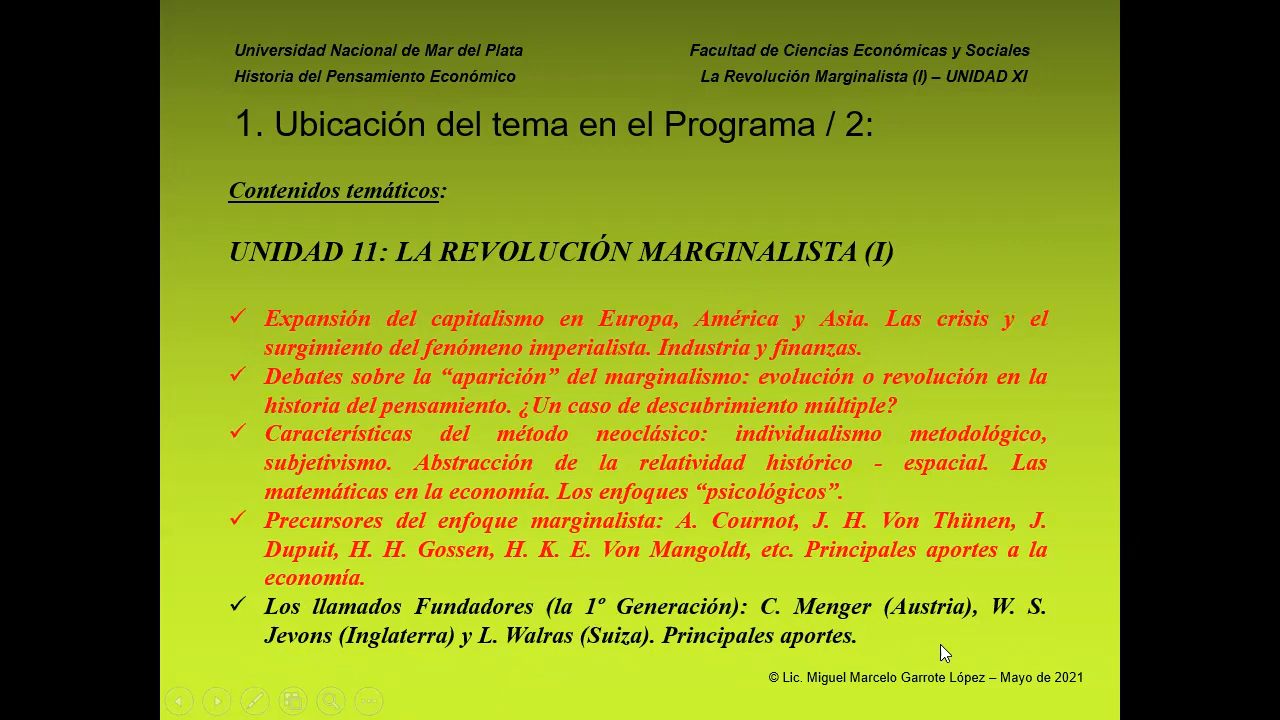 Universidad Nacional de Mar del Plata
Facultad de Ciencias Económicas y Sociales
Historia del Pensamiento Económico
La Revolución Marginalista (I) – UNIDAD XI
1. Ubicación del tema en el Programa / 2:
Contenidos temáticos:
UNIDAD 11: LA REVOLUCIÓN MARGINALISTA (I)
✓ Expansión del capitalismo en Europa, América y Asia. Las crisis y el
surgimiento del fenómeno imperialista. Industria y finanzas.
✓ Debates sobre la “aparición” del marginalismo: evolución o revolución en la
historia del pensamiento. ¿Un caso de descubrimiento múltiple?
✓ Características del método neoclásico: individualismo metodológico,
subjetivismo. Abstracción de la relatividad histórico - espacial. Las
matemáticas en la economía. Los enfoques “psicológicos”.
✓ Precursores del enfoque marginalista: A. Cournot, J. H. Von Thünen, J.
Dupuit, H. H. Gossen, H. K. E. Von Mangoldt, etc. Principales aportes a la
economía.
✓ Los llamados Fundadores (la 1º Generación): C. Menger (Austria), W. S.
Jevons (Inglaterra) y L. Walras (Suiza). Principales aportes.
© Lic. Miguel Marcelo Garrote López – Mayo de 2021